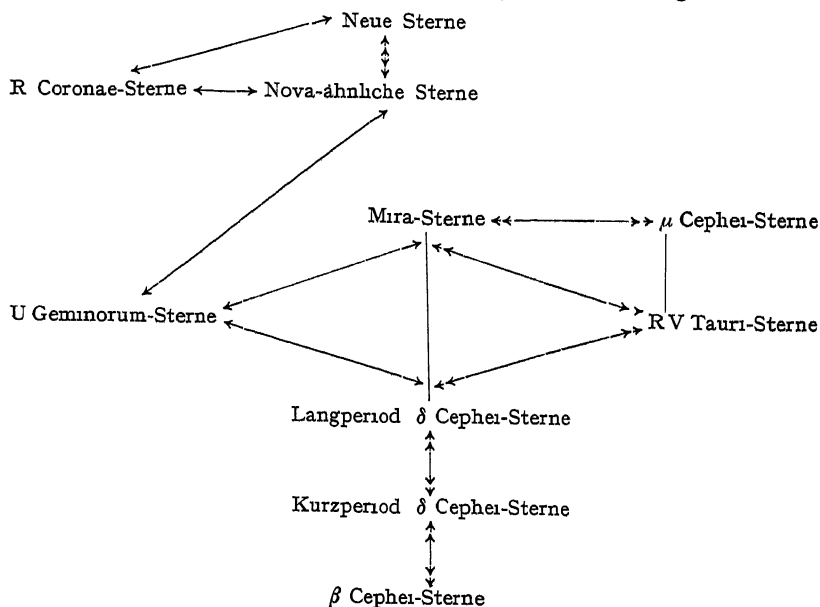 Neue Sterne
R Coronae-Sterne Nova-ähnliche Sterne
Mira-Sterne μ Cephei-Sterne
U Geminorum-Sterne RV Tauri-Sterne
Langperiod δ Cephei-Sterne
Kurzperiod δ Cephei-Sterne
β Cephei-Sterne